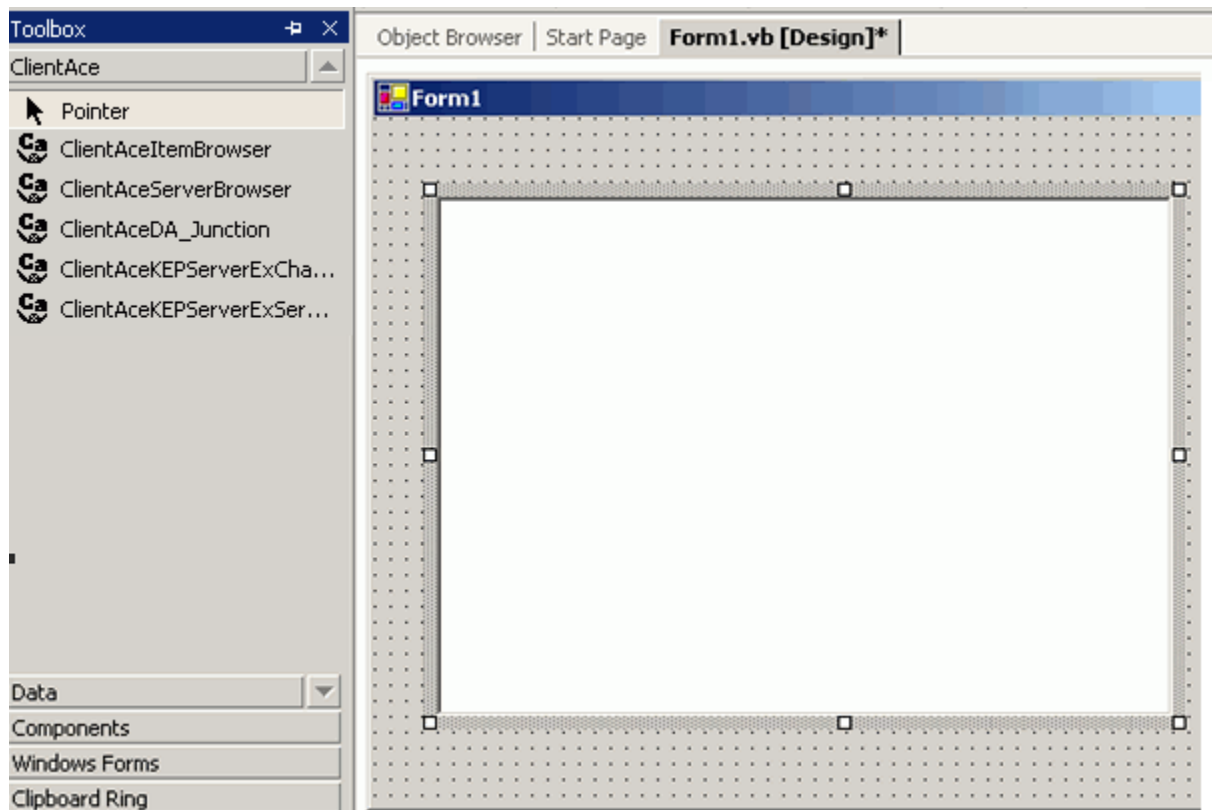 Toolbox
ClientAce
Pointer
ClientAceItemBrowser
ClientAceServerBrowser
ClientAceDA_Junction
ClientAceKEPServerExCha...
ClientAceKEPServerExSer...
Data
Components
Windows Forms
Clipboard Ring
Object Browser | Start Page Form1.vb [Design]*
Form1